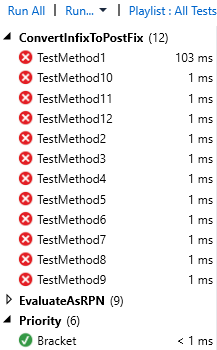 Run All | Run... | Playlist : All Tests
ConvertInfixToPostFix (12)
TestMethod1 103 ms
TestMethod10 1 ms
TestMethod11 1 ms
TestMethod12 1 ms
TestMethod2 1 ms
TestMethod3 1 ms
TestMethod4 1 ms
TestMethod5 1 ms
TestMethod6 1 ms
TestMethod7 1 ms
TestMethod8 1 ms
TestMethod9 1 ms
EvaluateAsRPN (9)
Priority (6)
Bracket < 1 ms